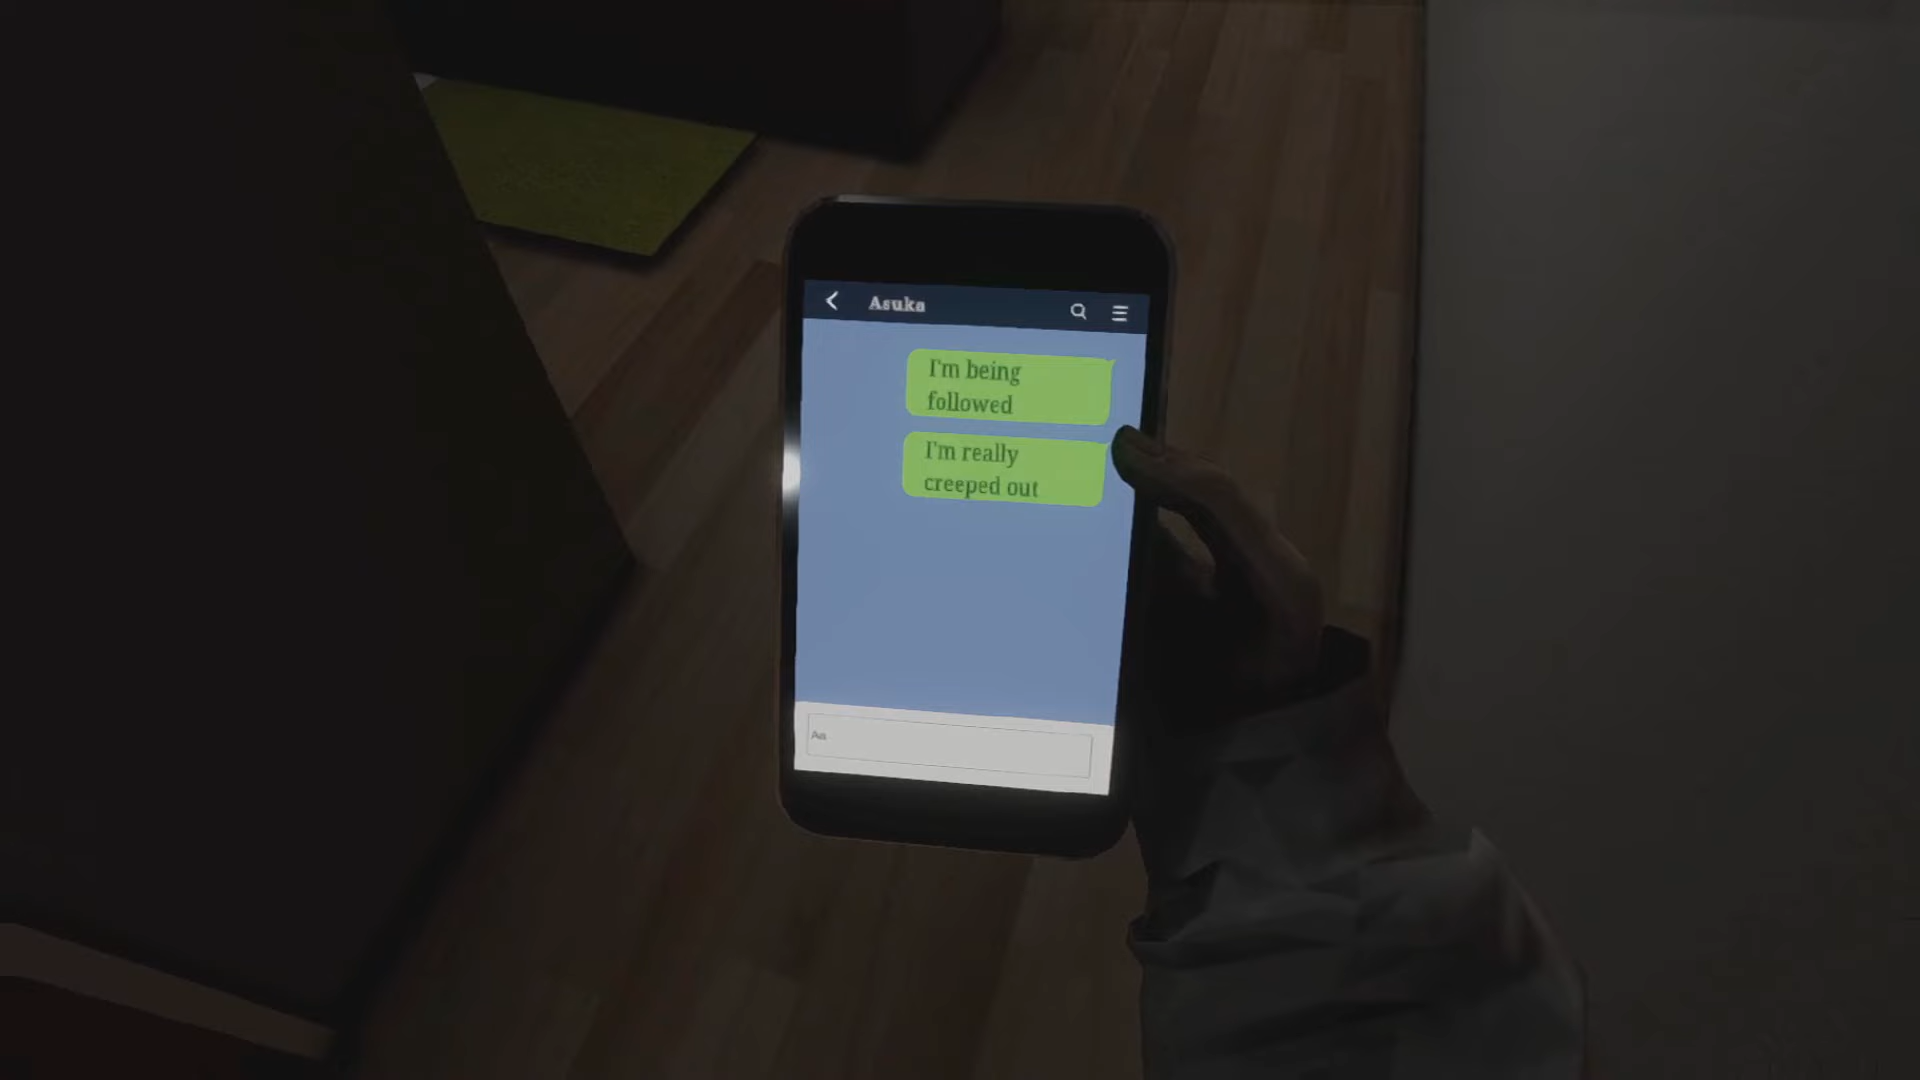 Asuka
I'm being
followed
I'm really
creeped out
Aa